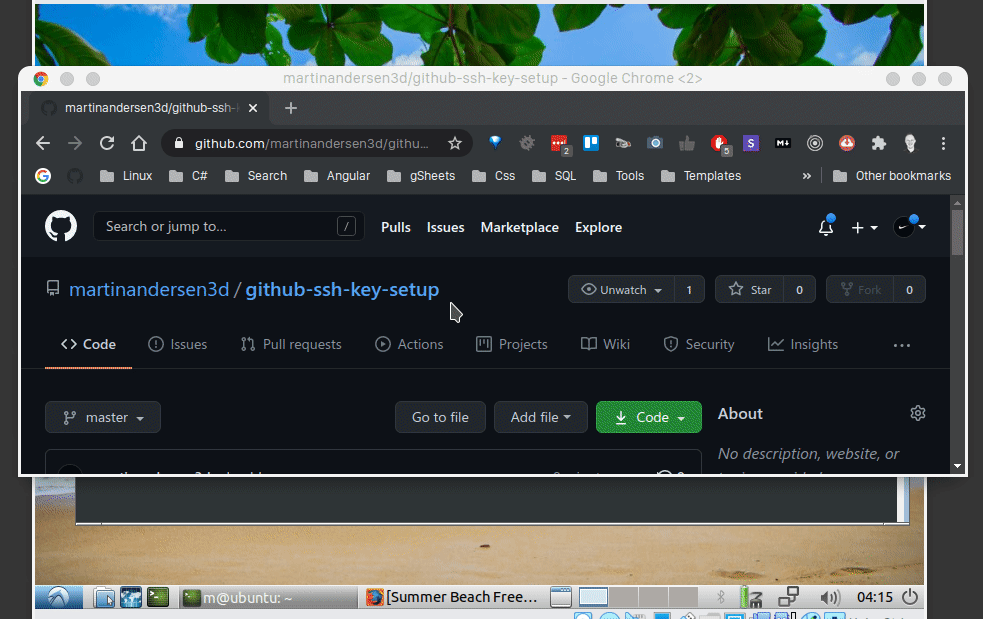 martinandersen3d/github-ssh-key-setup - Google Chrome <2>
martinandersen3d/github-ssh-
github.com/martinandersen3d/githu...
2
5
S
M
Linux
C#
Search
Angular
gSheets
Css
SQL
Tools
Templates
»
Other bookmarks
Search or jump to...
/
Pulls
Issues
Marketplace
Explore
martinandersen3d / github-ssh-key-setup
Unwatch
1
Star
0
Fork
0
Code
Issues
Pull requests
Actions
Projects
Wiki
Security
Insights
...
master
Go to file
Add file
Code
About
No description, website, or
m@ubuntu: ~
[Summer Beach Free...
04:15